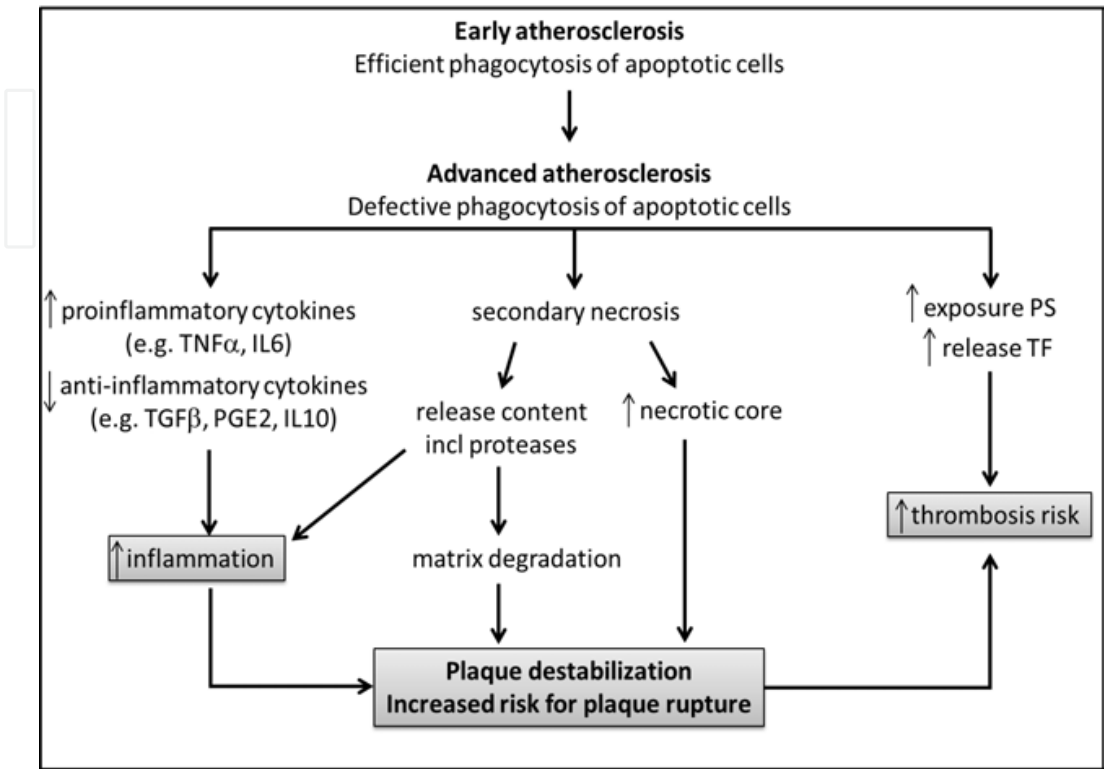 Early atherosclerosis
Efficient phagocytosis of apoptotic cells
Advanced atherosclerosis
Defective phagocytosis of apoptotic cells
↑ proinflammatory cytokines
(e.g. TNFα, IL6)
↓ anti-inflammatory cytokines
(e.g. TGFβ, PGE2, IL10)
↑ inflammation
secondary necrosis
release content
incl proteases
matrix degradation
↑ necrotic core
↑ exposure PS
↑ release TF
↑ thrombosis risk
Plaque destabilization
Increased risk for plaque rupture